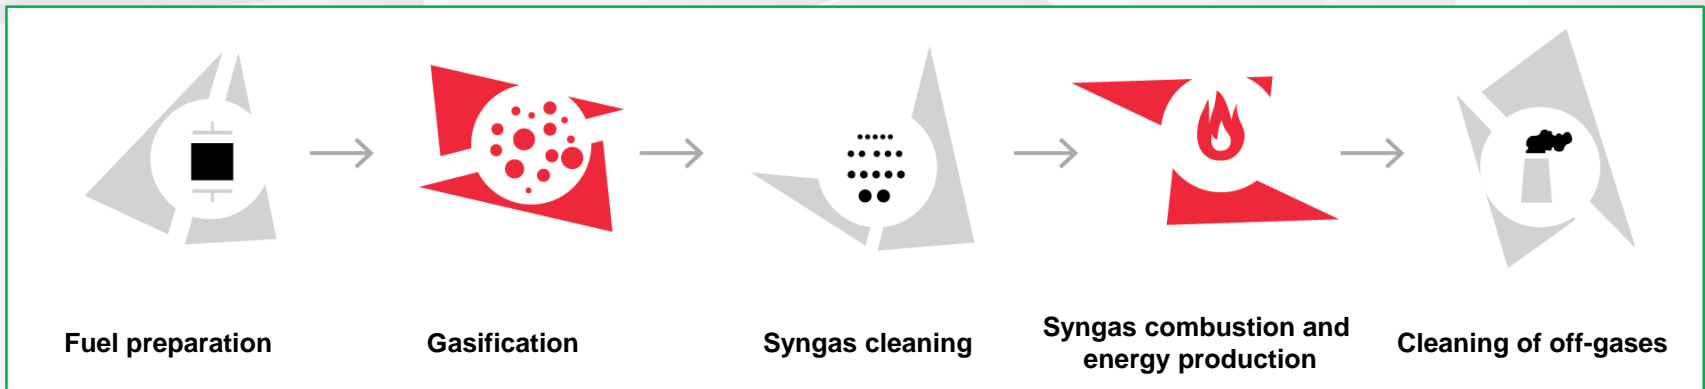 Fuel preparation
Gasification
Syngas cleaning
Syngas combustion and
energy production
Cleaning of off-gases